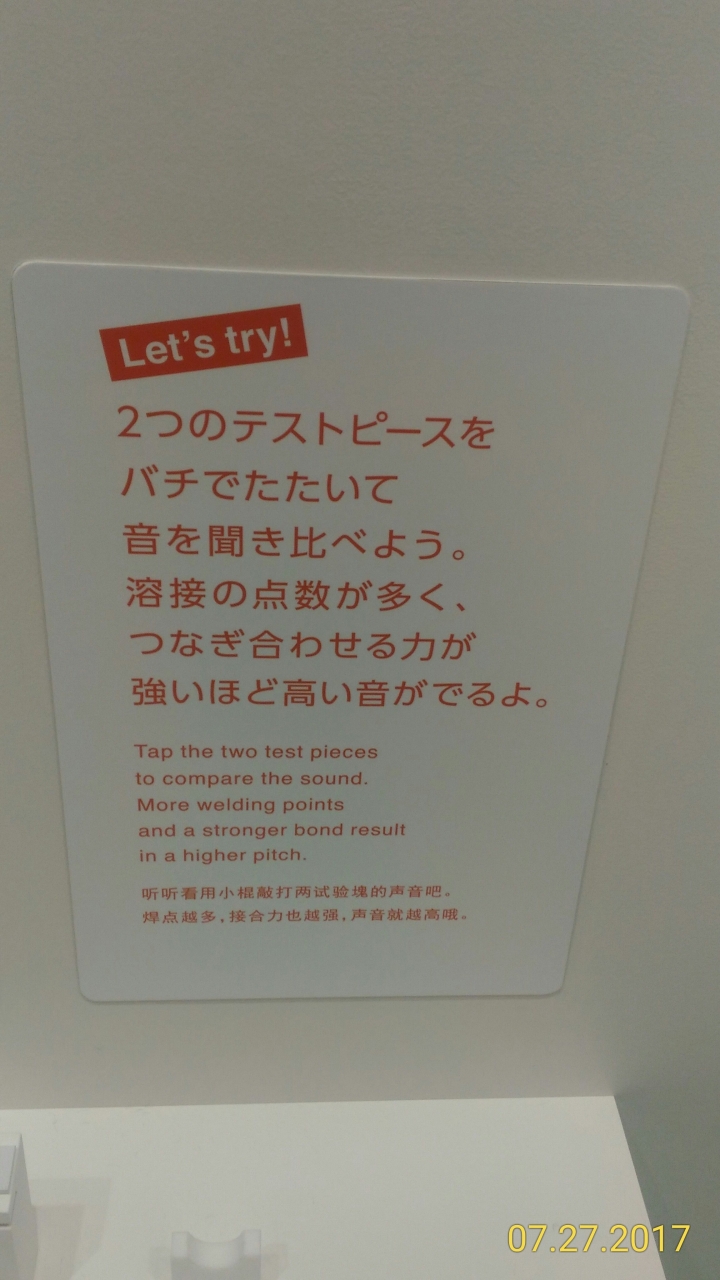 Let's try!
2つのテストピースを
バチでたたいて
音を聞き比べよう。
溶接の点数が多く、
つなぎ合わせる力が
強いほど高い音がでるよ。
Tap the two test pieces
to compare the sound.
More welding points
and a stronger bond result
in a higher pitch.
听听看用小棍敲打两试验塊的声音吧。
焊点越多,接合力也越强,声音就越高哦。
07.27.2017